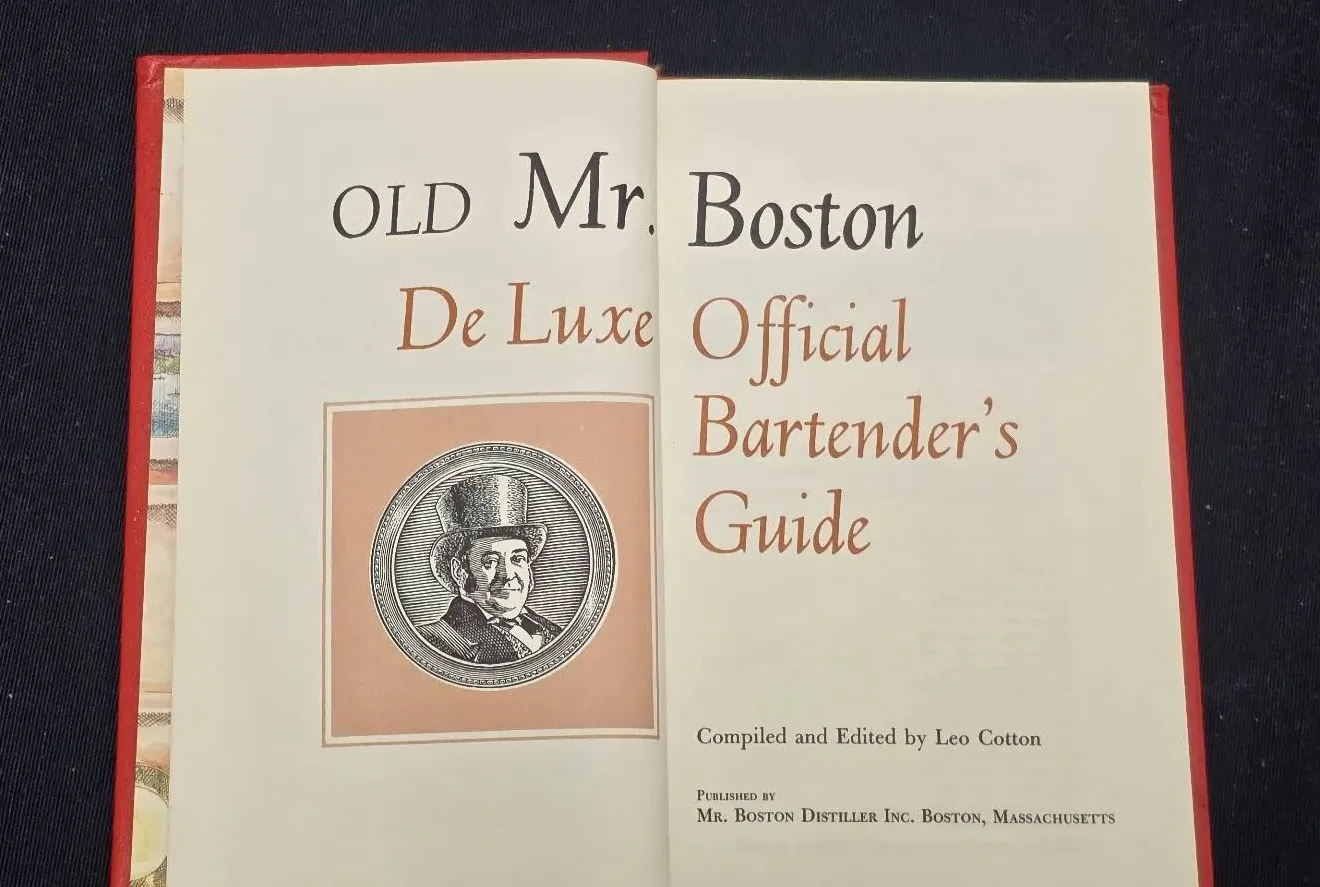 OLD Mr. Boston
De Luxe Official
Bartender's
Guide
Compiled and Edited by Leo Cotton
Published by
Mr. Boston Distiller Inc. Boston, Massachusetts